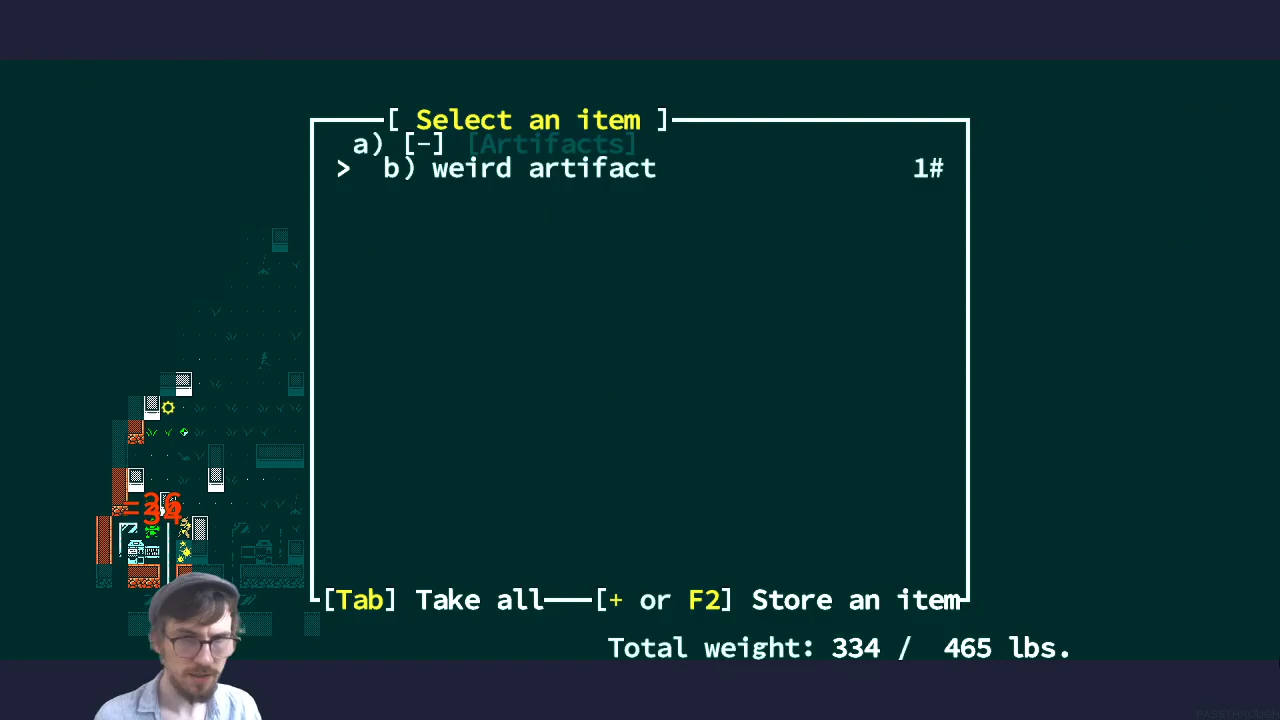 [ Select an item ]
a) [-] [Artifacts]
> b) weird artifact 1#
[Tab] Take all [+ or F2] Store an item
Total weight: 334 / 465 lbs.